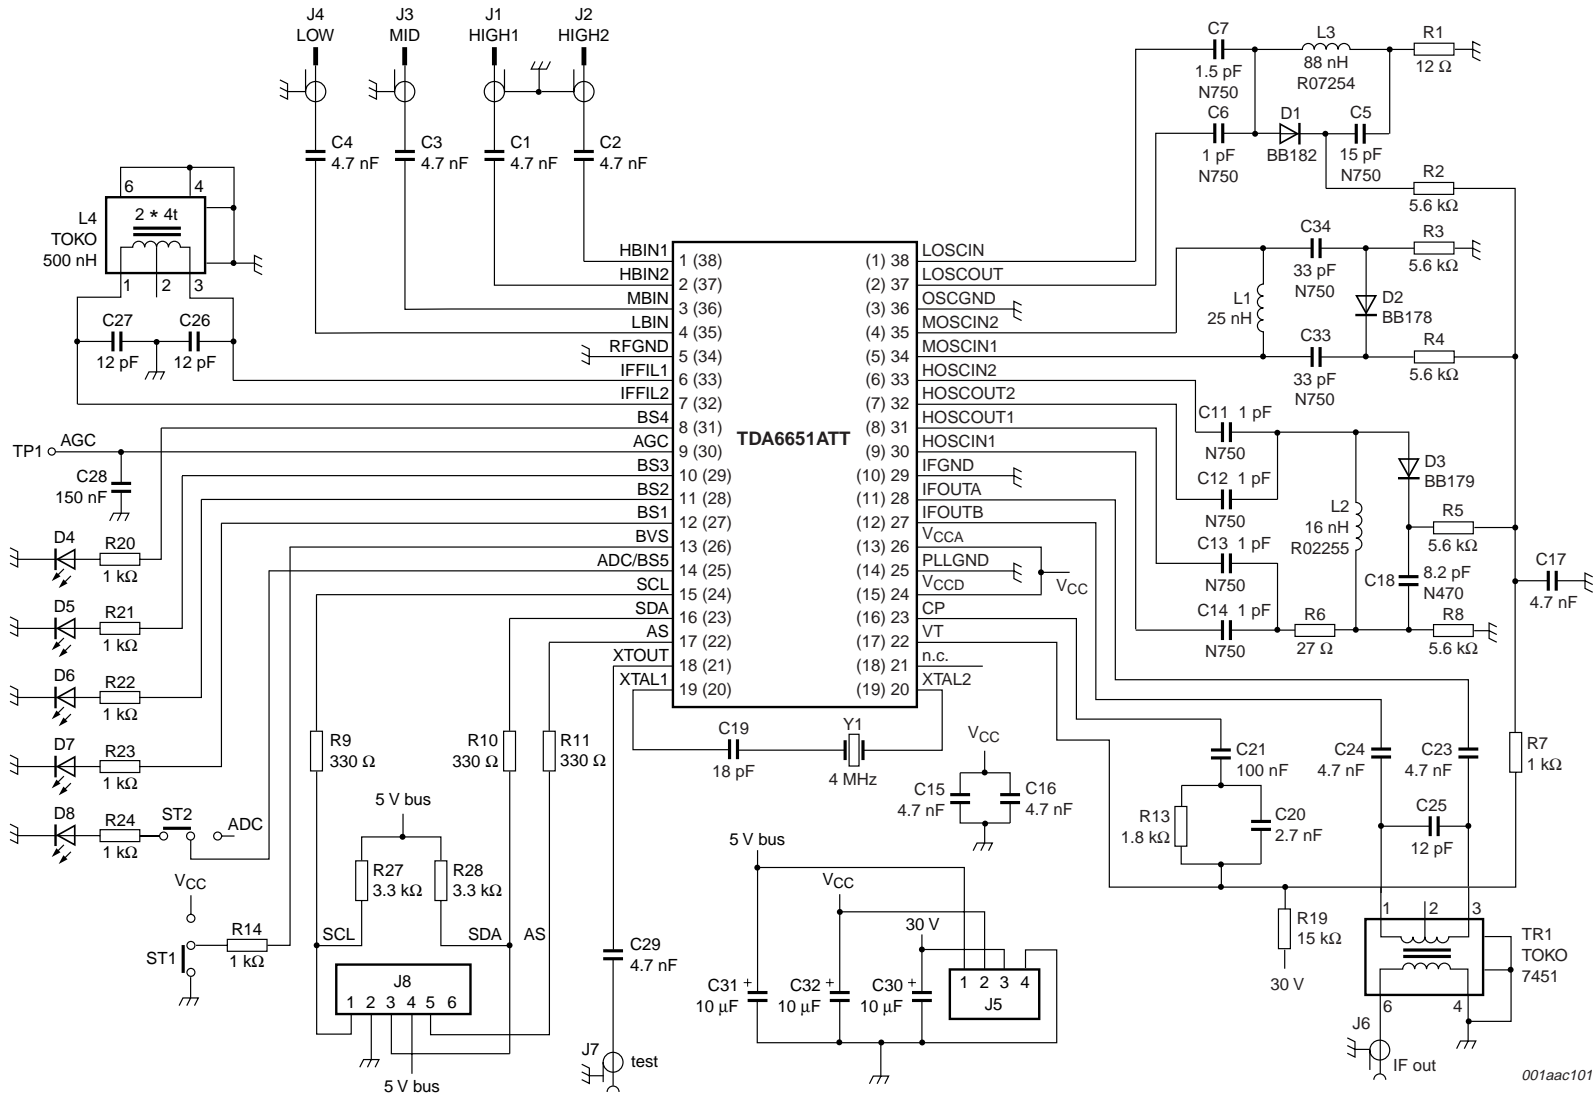 J4
LOW
J3
MID
J1
HIGH1
J2
HIGH2
C4
4.7 nF
C3
4.7 nF
C1
4.7 nF
C2
4.7 nF
6
4
L4
TOKO
500 nH
2 * 4t
1
2
3
C27
12 pF
C26
12 pF
TP1
AGC
C28
150 nF
D4
R20
1 kΩ
D5
R21
1 kΩ
D6
R22
1 kΩ
D7
R23
1 kΩ
D8
R24
1 kΩ
ST2
ADC
VCC
ST1
R14
1 kΩ
HBIN1
1 (38)
HBIN2
2 (37)
MBIN
3 (36)
LBIN
4 (35)
RFGND
5 (34)
IFFIL1
6 (33)
IFFIL2
7 (32)
BS4
8 (31)
AGC
9 (30)
BS3
10 (29)
BS2
11 (28)
BS1
12 (27)
BVS
13 (26)
ADC/BS5
14 (25)
SCL
15 (24)
SDA
16 (23)
AS
17 (22)
XTOUT
18 (21)
XTAL1
19 (20)
TDA6651ATT
LOSCIN
(1) 38
LOSCOUT
(2) 37
OSCGND
(3) 36
MOSCIN2
(4) 35
MOSCIN1
(5) 34
HOSCIN2
(6) 33
HOSCOUT2
(7) 32
HOSCOUT1
(8) 31
HOSCIN1
(9) 30
IFGND
(10) 29
IFOUTA
(11) 28
IFOUTB
(12) 27
VCCA
(13) 26
PLLGND
(14) 25
VCCD
(15) 24
CP
(16) 23
VT
(17) 22
n.c.
(18) 21
XTAL2
(19) 20
VCC
C7
1.5 pF
N750
L3
88 nH
R07254
R1
12 Ω
C6
1 pF
N750
D1
BB182
C5
15 pF
N750
R2
5.6 kΩ
C34
33 pF
N750
R3
5.6 kΩ
L1
25 nH
D2
BB178
C33
33 pF
N750
R4
5.6 kΩ
C11 1 pF
N750
C12 1 pF
N750
C13 1 pF
N750
C14 1 pF
N750
D3
BB179
L2
16 nH
R02255
R5
5.6 kΩ
C18
8.2 pF
N470
R6
27 Ω
R8
5.6 kΩ
C17
4.7 nF
R9
330 Ω
R10
330 Ω
R11
330 Ω
C19
18 pF
Y1
4 MHz
VCC
C15
4.7 nF
C16
4.7 nF
C21
100 nF
R13
1.8 kΩ
C20
2.7 nF
C24
4.7 nF
C23
4.7 nF
C25
12 pF
R7
1 kΩ
5 V bus
R27
3.3 kΩ
R28
3.3 kΩ
SCL
SDA
AS
J8
1 2 3 4 5 6
5 V bus
C29
4.7 nF
J7
test
5 V bus
VCC
30 V
C31
+
10 μF
C32
+
10 μF
C30
+
10 μF
1 2 3 4
J5
R19
15 kΩ
30 V
1
2
3
TR1
TOKO
7451
6
4
J6
IF out
001aac101